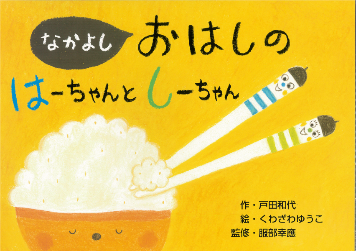 なかよし
おはしの
はーちゃんと しーちゃん
作・戸田和代
絵・くわざわゆうこ
監修・服部幸應